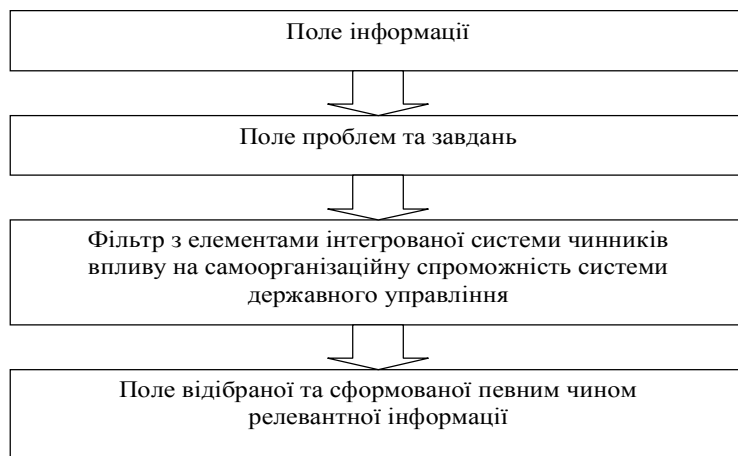 Поле інформації
Поле проблем та завдань
Фільтр з елементами інтегрованої системи чинників
впливу на самоорганізаційну спроможність системи
державного управління
Поле відібраної та сформованої певним чином
релевантної інформації